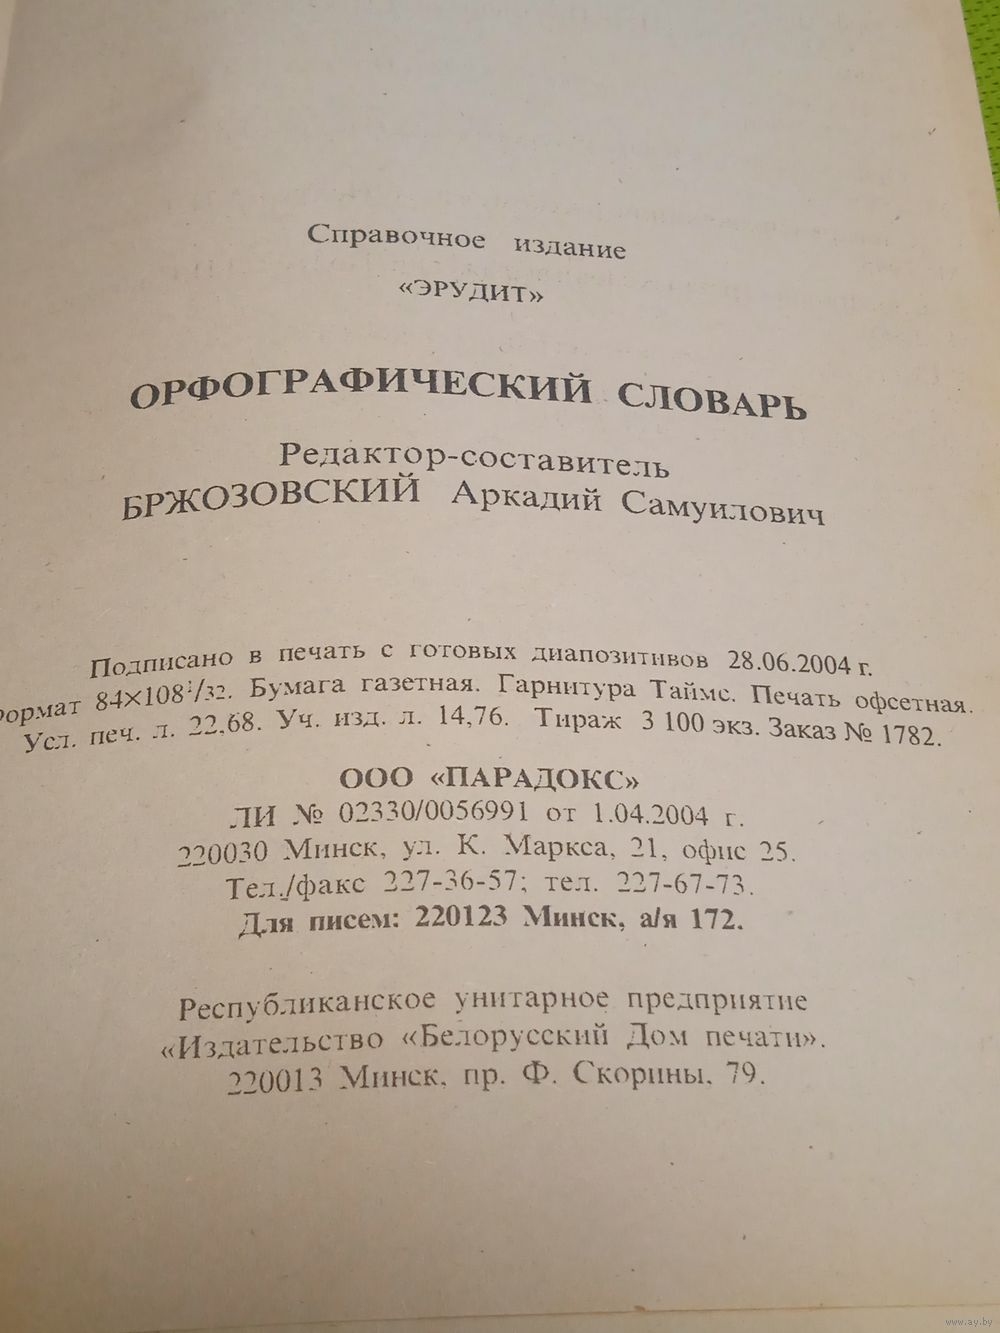 Справочное издание
«ЭРУДИТ»
ОРФОГРАФИЧЕСКИЙ СЛОВАРЬ
Редактор-составитель
БРЖОЗОВСКИЙ Аркадий Самуилович
Подписано в печать с готовых диапозитивов 28.06.2004 г.
формат 84×108¹/32. Бумага газетная. Гарнитура Таймс. Печать офсетная.
Усл. печ. л. 22,68. Уч. изд. л. 14,76. Тираж 3 100 экз. Заказ № 1782.
ООО «ПАРАДОКС»
ЛИ № 02330/0056991 от 1.04.2004 г.
220030 Минск, ул. К. Маркса, 21, офис 25.
Тел./факс 227-36-57; тел. 227-67-73.
Для писем: 220123 Минск, а/я 172.
Республиканское унитарное предприятие
«Издательство «Белорусский Дом печати».
220013 Минск, пр. Ф. Скорины, 79.
www.ay.by